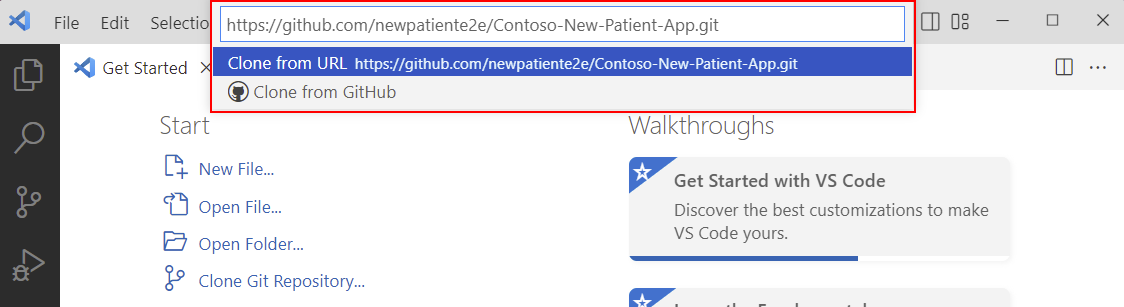 File Edit Selection
https://github.com/newpatiente2e/Contoso-New-Patient-App.git
Clone from URL https://github.com/newpatiente2e/Contoso-New-Patient-App.git
Clone from GitHub
Get Started
Start
New File...
Open File...
Open Folder...
Clone Git Repository...
Walkthroughs
Get Started with VS Code
Discover the best customizations to make
VS Code yours.